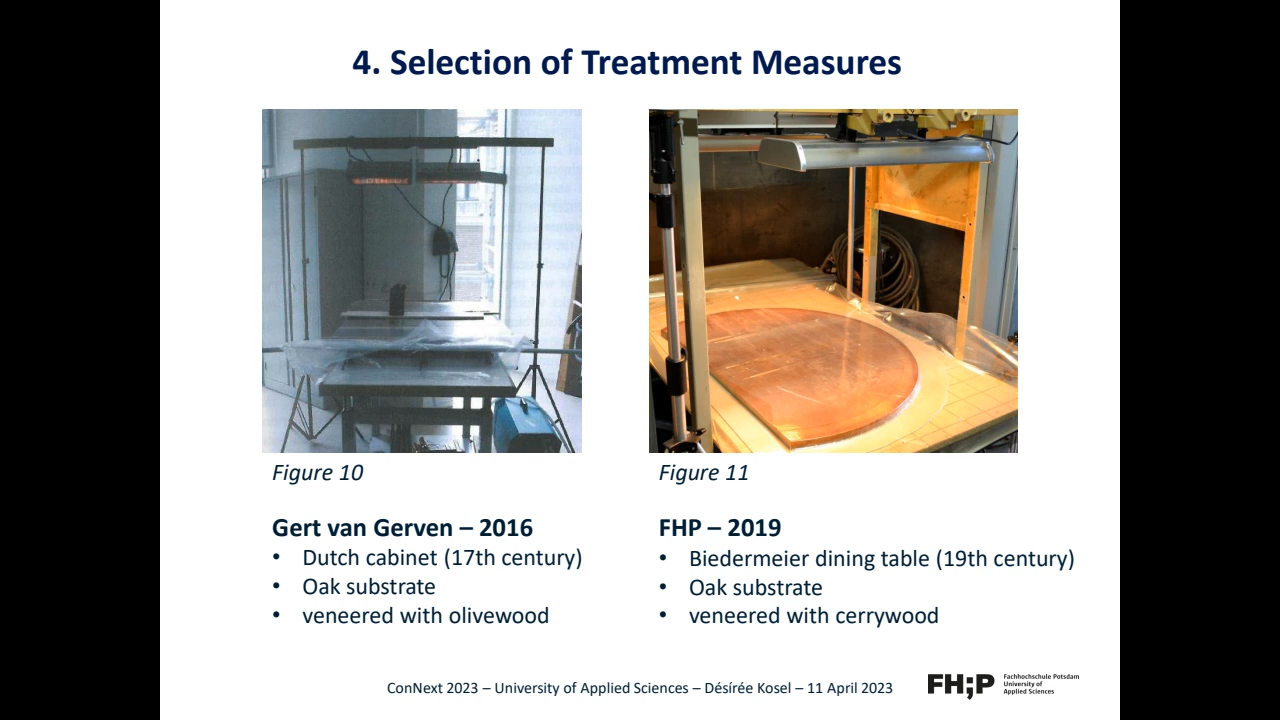 4. Selection of Treatment Measures
Figure 10
Gert van Gerven – 2016
• Dutch cabinet (17th century)
• Oak substrate
• veneered with olivewood
Figure 11
FHP – 2019
• Biedermeier dining table (19th century)
• Oak substrate
• veneered with cerrywood
ConNext 2023 – University of Applied Sciences – Désírée Kosel – 11 April 2023
FH;P
Fachhochschule Potsdam
University of
Applied Sciences